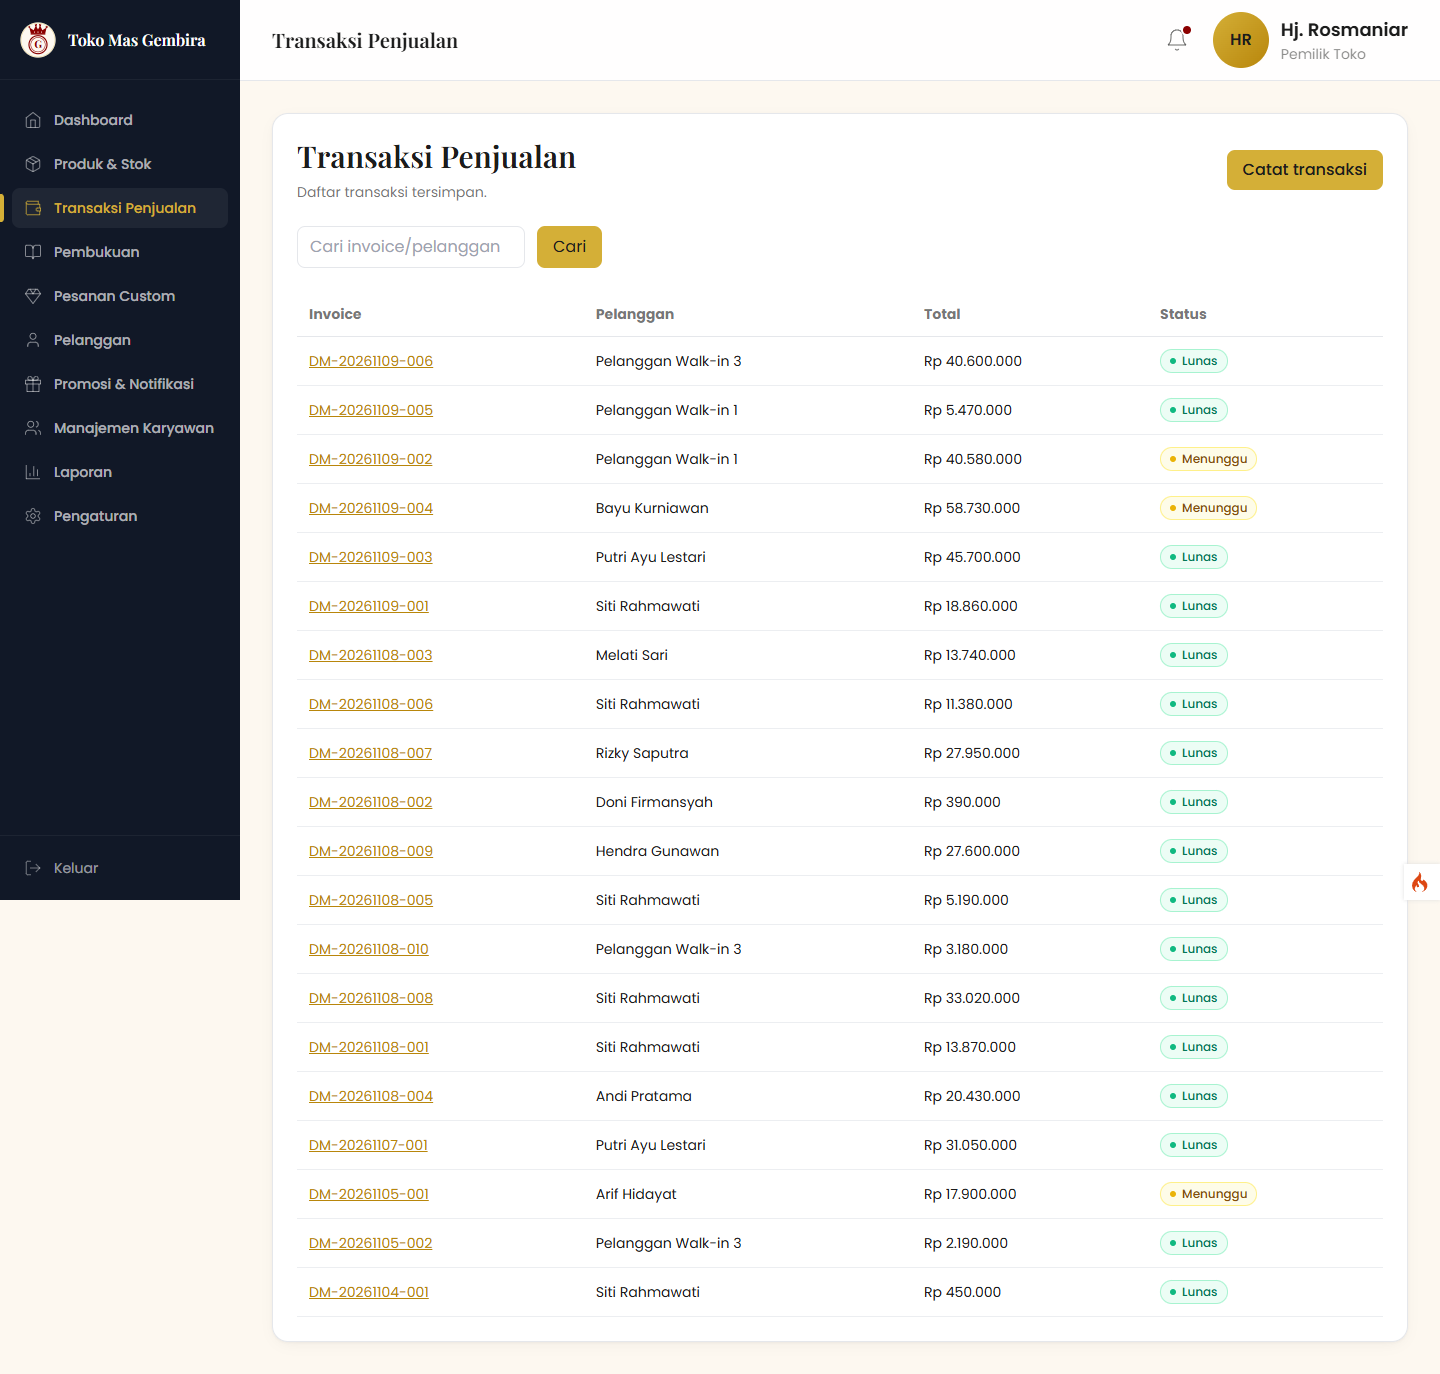 Toko Mas Gembira
Transaksi Penjualan
HR
Hj. Rosmaniar
Pemilik Toko
Dashboard
Produk & Stok
Transaksi Penjualan
Pembukuan
Pesanan Custom
Pelanggan
Promosi & Notifikasi
Manajemen Karyawan
Laporan
Pengaturan
Keluar
Transaksi Penjualan
Daftar transaksi tersimpan.
Catat transaksi
Cari invoice/pelanggan Cari
Invoice Pelanggan Total Status
DM-20261109-006 Pelanggan Walk-in 3 Rp 40.600.000 Lunas
DM-20261109-005 Pelanggan Walk-in 1 Rp 5.470.000 Lunas
DM-20261109-002 Pelanggan Walk-in 1 Rp 40.580.000 Menunggu
DM-20261109-004 Bayu Kurniawan Rp 58.730.000 Menunggu
DM-20261109-003 Putri Ayu Lestari Rp 45.700.000 Lunas
DM-20261109-001 Siti Rahmawati Rp 18.860.000 Lunas
DM-20261108-003 Melati Sari Rp 13.740.000 Lunas
DM-20261108-006 Siti Rahmawati Rp 11.380.000 Lunas
DM-20261108-007 Rizky Saputra Rp 27.950.000 Lunas
DM-20261108-002 Doni Firmansyah Rp 390.000 Lunas
DM-20261108-009 Hendra Gunawan Rp 27.600.000 Lunas
DM-20261108-005 Siti Rahmawati Rp 5.190.000 Lunas
DM-20261108-010 Pelanggan Walk-in 3 Rp 3.180.000 Lunas
DM-20261108-008 Siti Rahmawati Rp 33.020.000 Lunas
DM-20261108-001 Siti Rahmawati Rp 13.870.000 Lunas
DM-20261108-004 Andi Pratama Rp 20.430.000 Lunas
DM-20261107-001 Putri Ayu Lestari Rp 31.050.000 Lunas
DM-20261105-001 Arif Hidayat Rp 17.900.000 Menunggu
DM-20261105-002 Pelanggan Walk-in 3 Rp 2.190.000 Lunas
DM-20261104-001 Siti Rahmawati Rp 450.000 Lunas